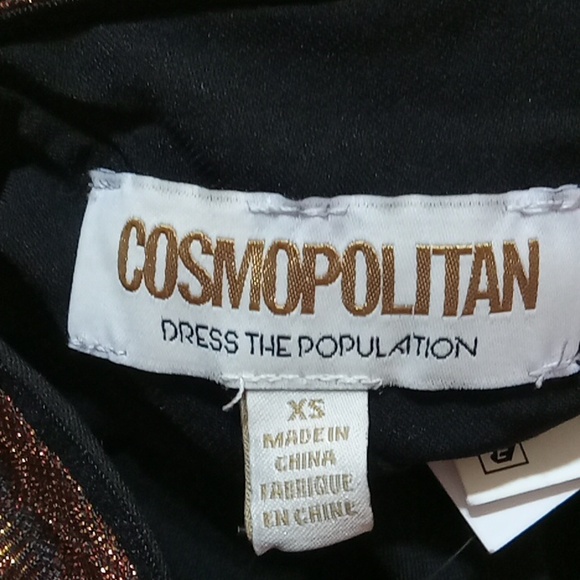 COSMOPOLITAN
DRESS THE POPULATION
XS
MADE IN
CHINA
FABRIQUE
EN CHINE